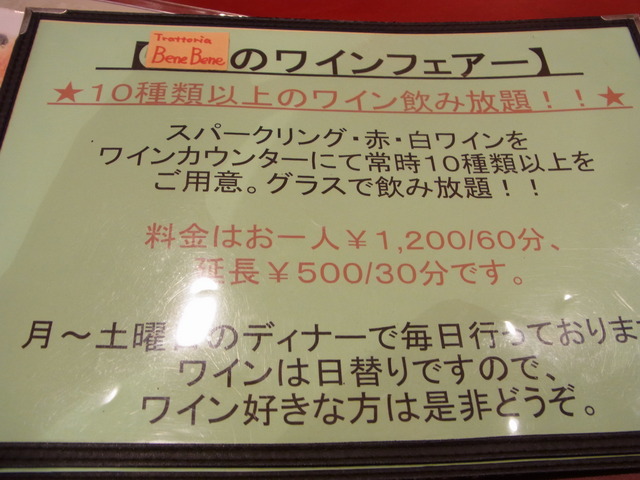 Trattoria
Bene Bene
【のワインフェアー】
★10種類以上のワイン飲み放題！！★
スパークリング・赤・白ワインを
ワインカウンターにて常時10種類以上を
ご用意。グラスで飲み放題！！
料金はお一人￥1,200/60分、
延長￥500/30分です。
月～土曜のディナーで毎日行っております
ワインは日替りですので、
ワイン好きな方は是非どうぞ。